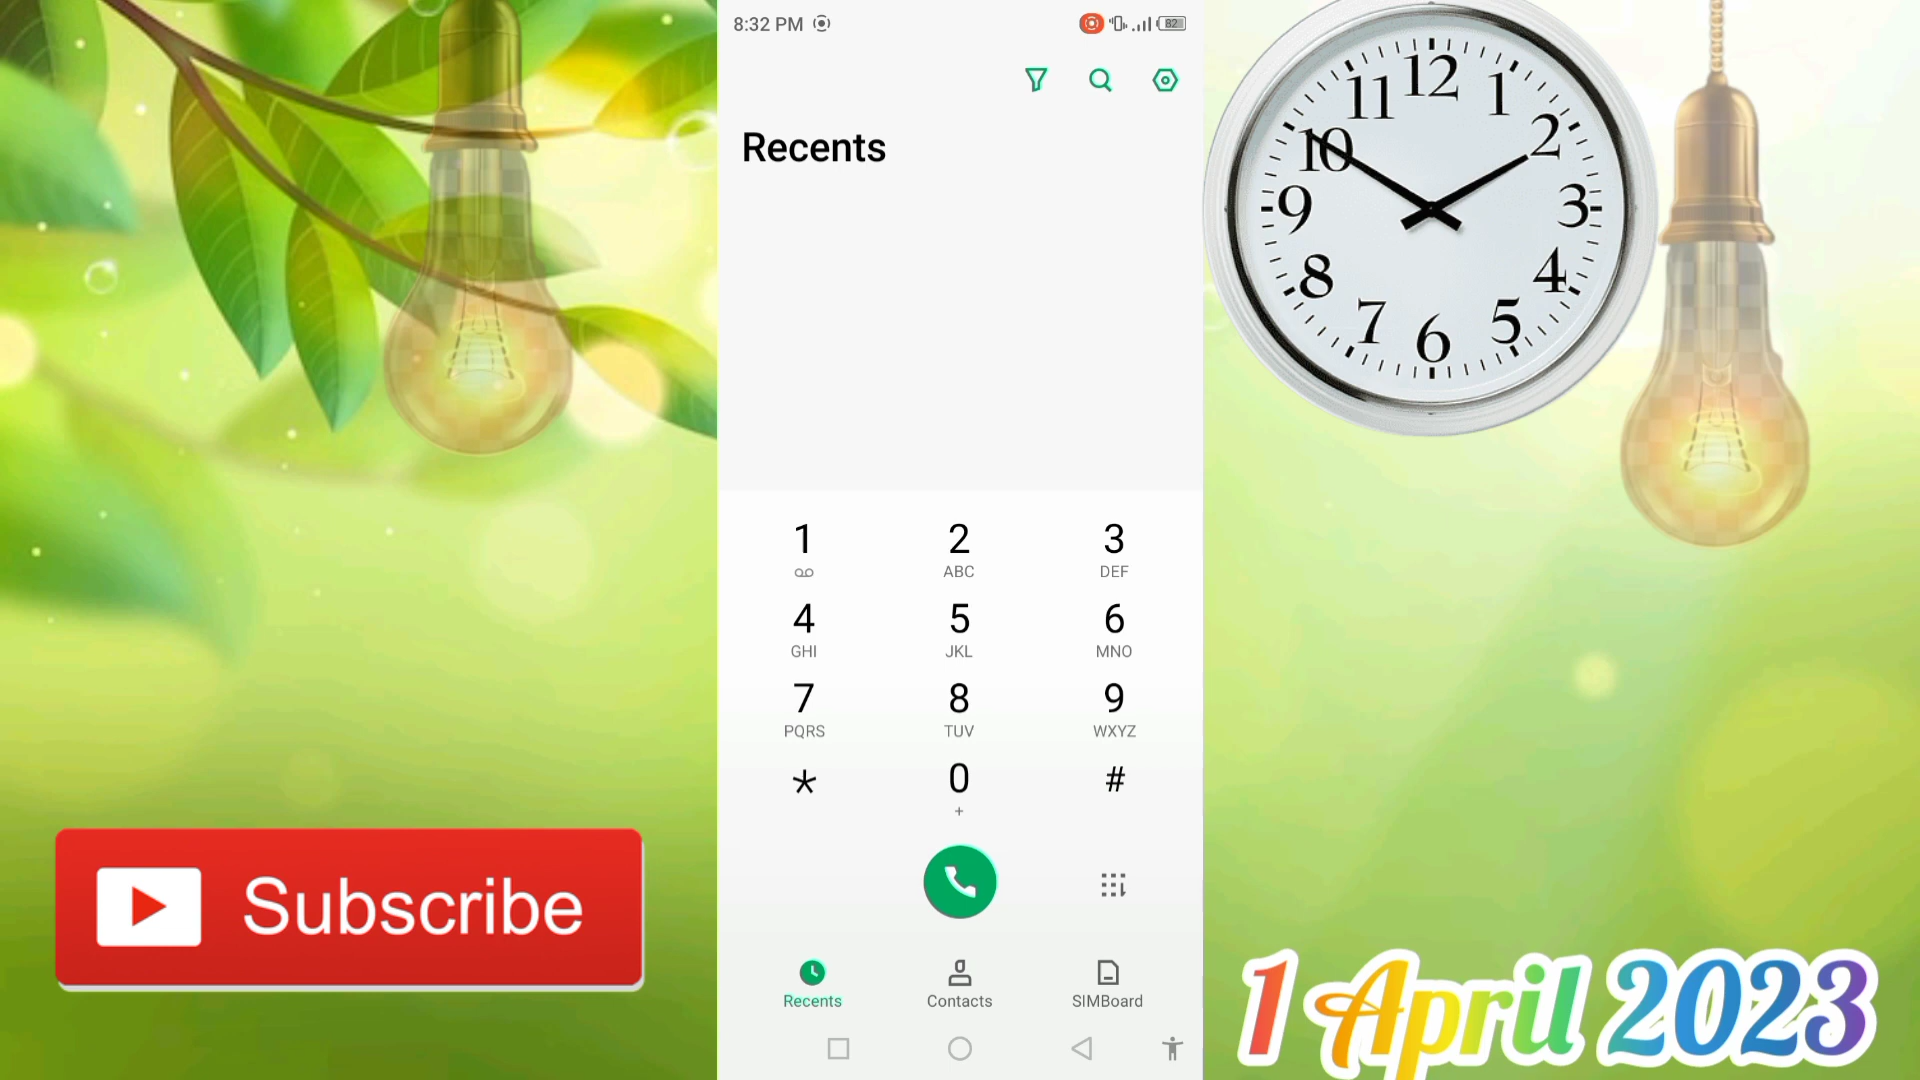 8:32 PM
82
Recents
1
2
ABC
3
DEF
4
GHI
5
JKL
6
MNO
7
PQRS
8
TUV
9
WXYZ
*
0
+
#
Recents
Contacts
SIMBoard
Subscribe
12
1
2
3
4
5
6
7
8
9
10
11
1 April 2023